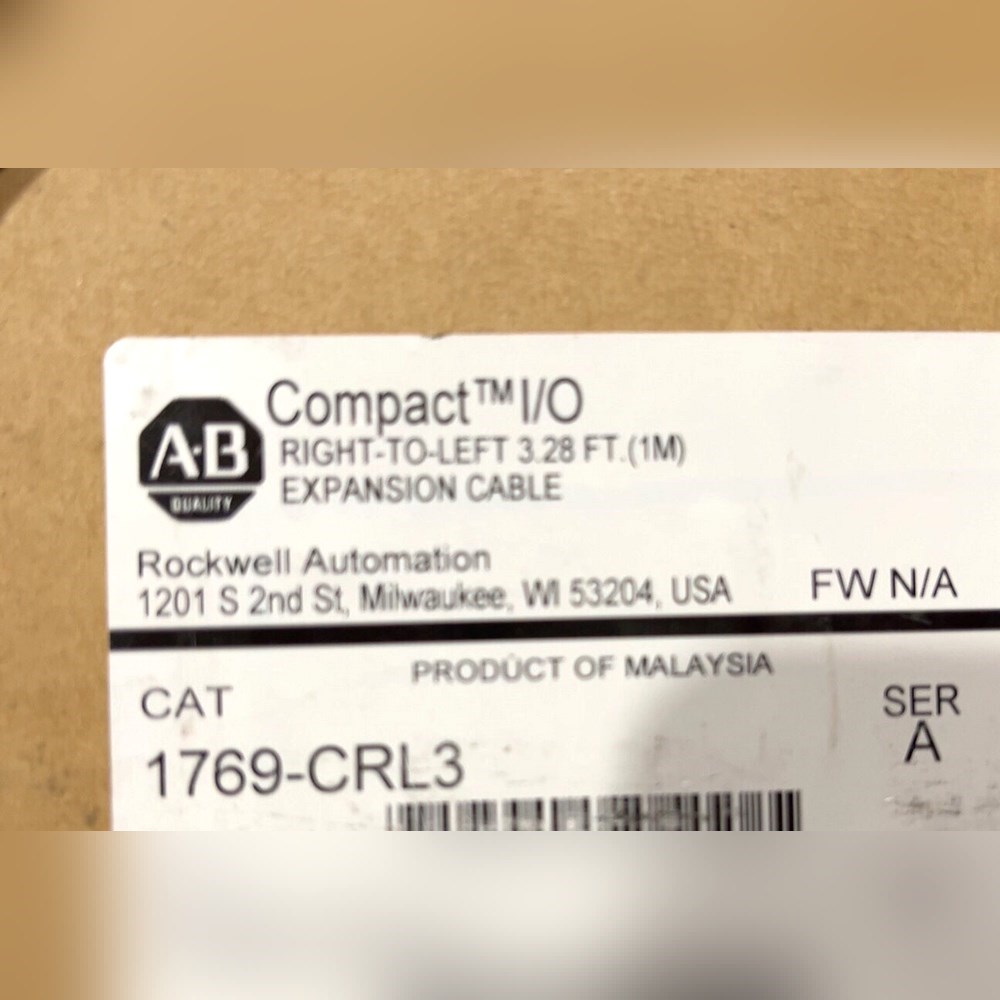 Compact™ I/O
RIGHT-TO-LEFT 3.28 FT.(1M)
EXPANSION CABLE
A·B
QUALITY
Rockwell Automation
1201 S 2nd St, Milwaukee, WI 53204, USA
FW N/A
PRODUCT OF MALAYSIA
CAT
SER
A
1769-CRL3